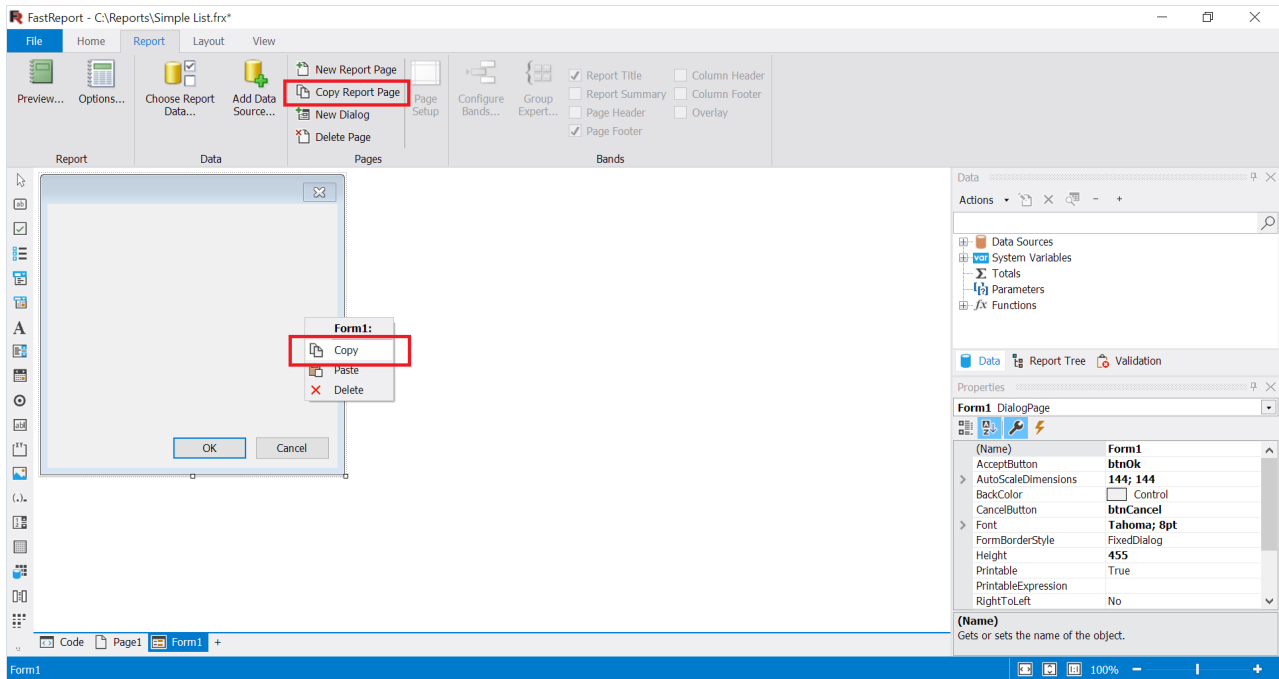 FastReport - C:\Reports\Simple List.frx*
File Home Report Layout View
Preview... Options... Choose Report Data... Add Data Source... New Report Page
Copy Report Page
New Dialog
Delete Page
Page Setup
Configure Bands... Group Expert...
Report Title Column Header
Report Summary Column Footer
Page Header Overlay
Page Footer
Report Data Pages Bands
Form1:
Copy
Paste
Delete
OK Cancel
Data
Actions
Data Sources
var System Variables
Totals
Parameters
fx Functions
Data Report Tree Validation
Properties
Form1 DialogPage
(Name) Form1
AcceptButton btnOk
AutoScaleDimensions 144; 144
BackColor Control
CancelButton btnCancel
Font Tahoma; 8pt
FormBorderStyle FixedDialog
Height 455
Printable True
PrintableExpression
RightToLeft No
(Name)
Gets or sets the name of the object.
Code Page1 Form1 +
Form1 100%